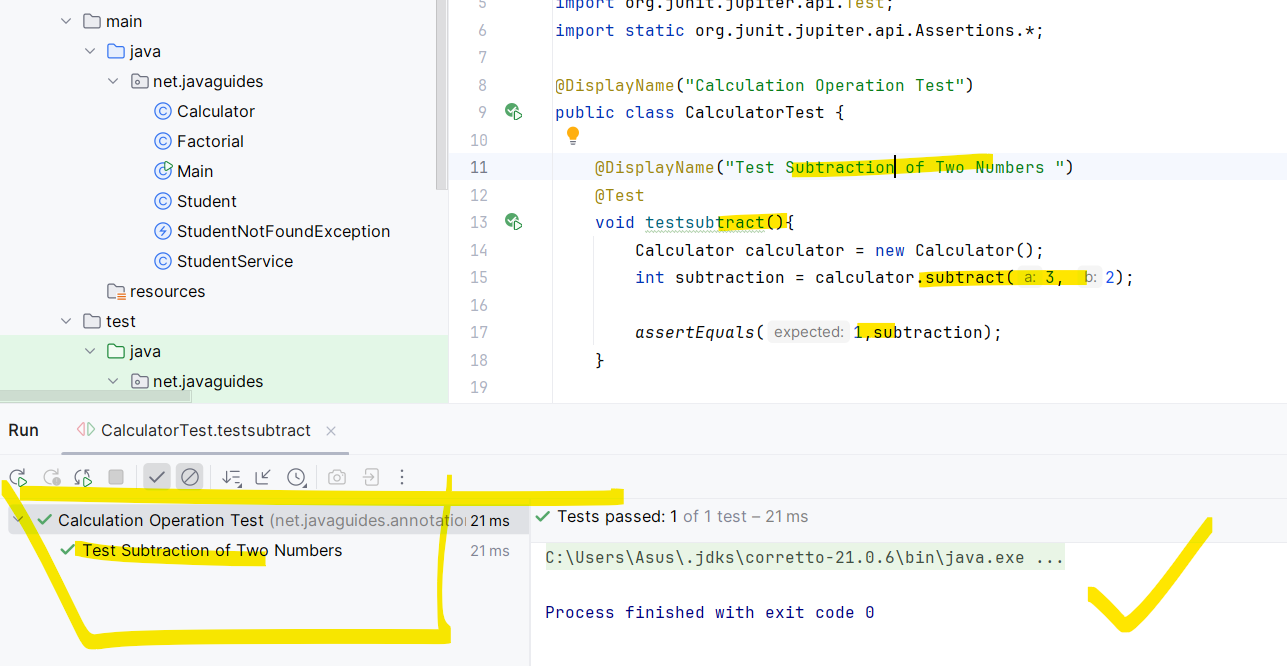 main
java
net.javaguides
Calculator
Factorial
Main
Student
StudentNotFoundException
StudentService
resources
test
java
net.javaguides
5 import org.junit.jupiter.api.Test;
6 import static org.junit.jupiter.api.Assertions.*;
7
8 @DisplayName("Calculation Operation Test")
9 public class CalculatorTest {
10
11 @DisplayName("Test Subtraction of Two Numbers ")
12 @Test
13 void testsubtract(){
14 Calculator calculator = new Calculator();
15 int subtraction = calculator.subtract( a: 3, b: 2);
16
17 assertEquals( expected: 1,subtraction);
18 }
19
Run CalculatorTest.testsubtract
Calculation Operation Test (net.javaguides.annotatio 21 ms
Test Subtraction of Two Numbers 21 ms
Tests passed: 1 of 1 test – 21 ms
C:\Users\Asus\.jdks\corretto-21.0.6\bin\java.exe ...
Process finished with exit code 0